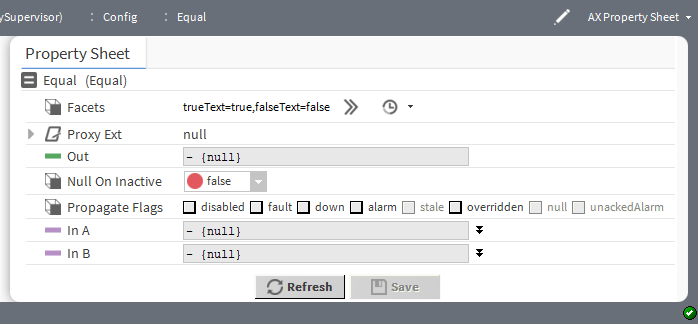 ySupervisor) : Config : Equal AX Property Sheet
Property Sheet
Equal (Equal)
Facets trueText=true,falseText=false
Proxy Ext null
Out - {null}
Null On Inactive false
Propagate Flags disabled fault down alarm stale overridden null unackedAlarm
In A - {null}
In B - {null}
Refresh Save